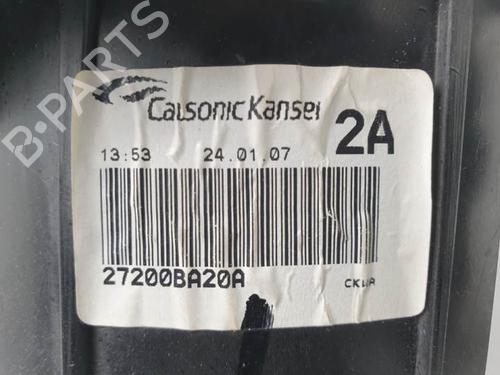 B-PARTS
CalsonicKansei
2A
13:53 24.01.07
27200BA20A